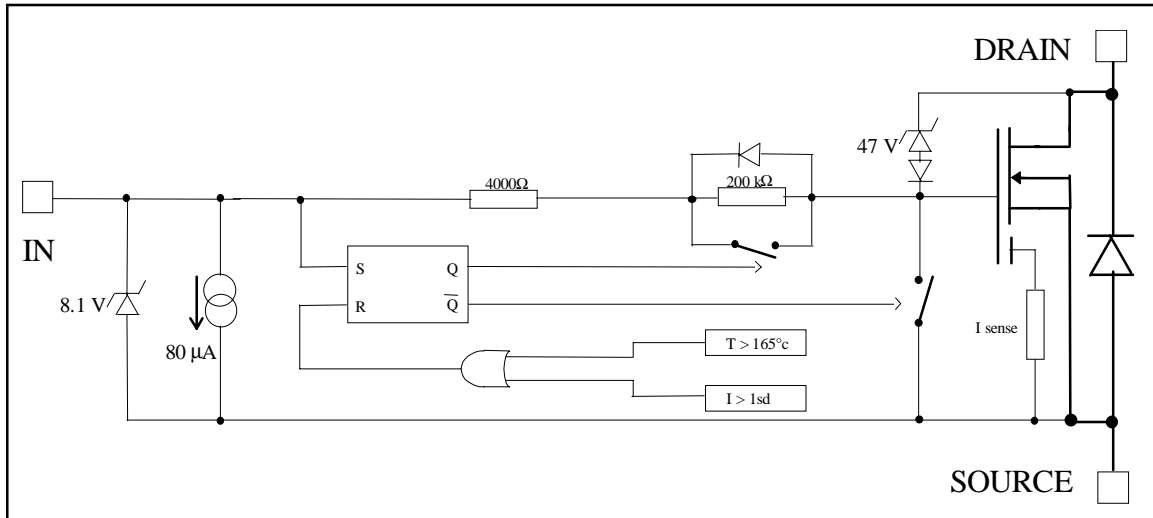 DRAIN
47 V
4000Ω
200 kΩ
IN
S Q
R Q̅
8.1 V
80 µA
I sense
T > 165°c
I > 1sd
SOURCE